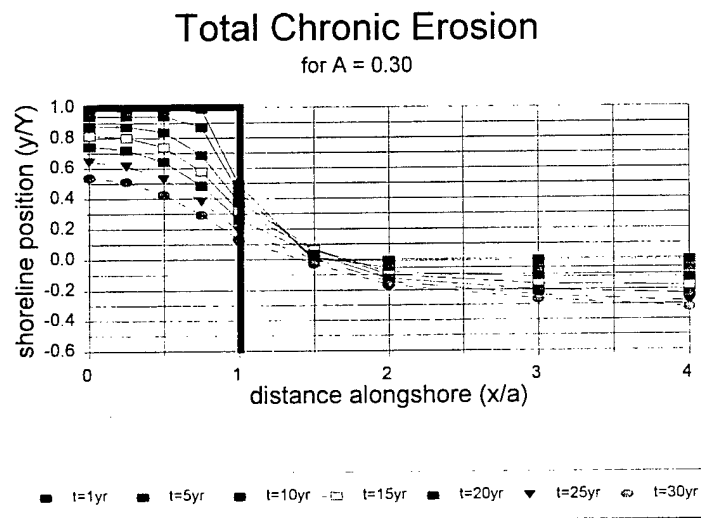 Total Chronic Erosion
for A = 0.30
shoreline position (y/Y)
1.0
0.8
0.6
0.4
0.2
0.0
-0.2
-0.4
-0.6
0 1 2 3 4
distance alongshore (x/a)
t=1yr t=5yr t=10yr t=15yr t=20yr t=25yr t=30yr